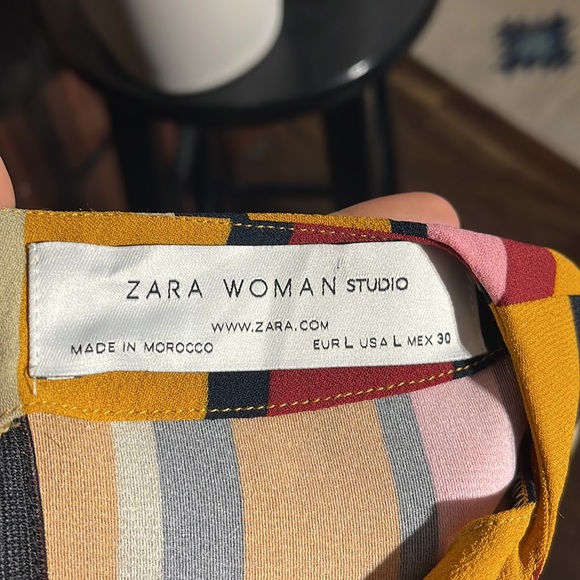 ZARA WOMAN STUDIO
WWW.ZARA.COM
MADE IN MOROCCO EUR L USA L MEX 30